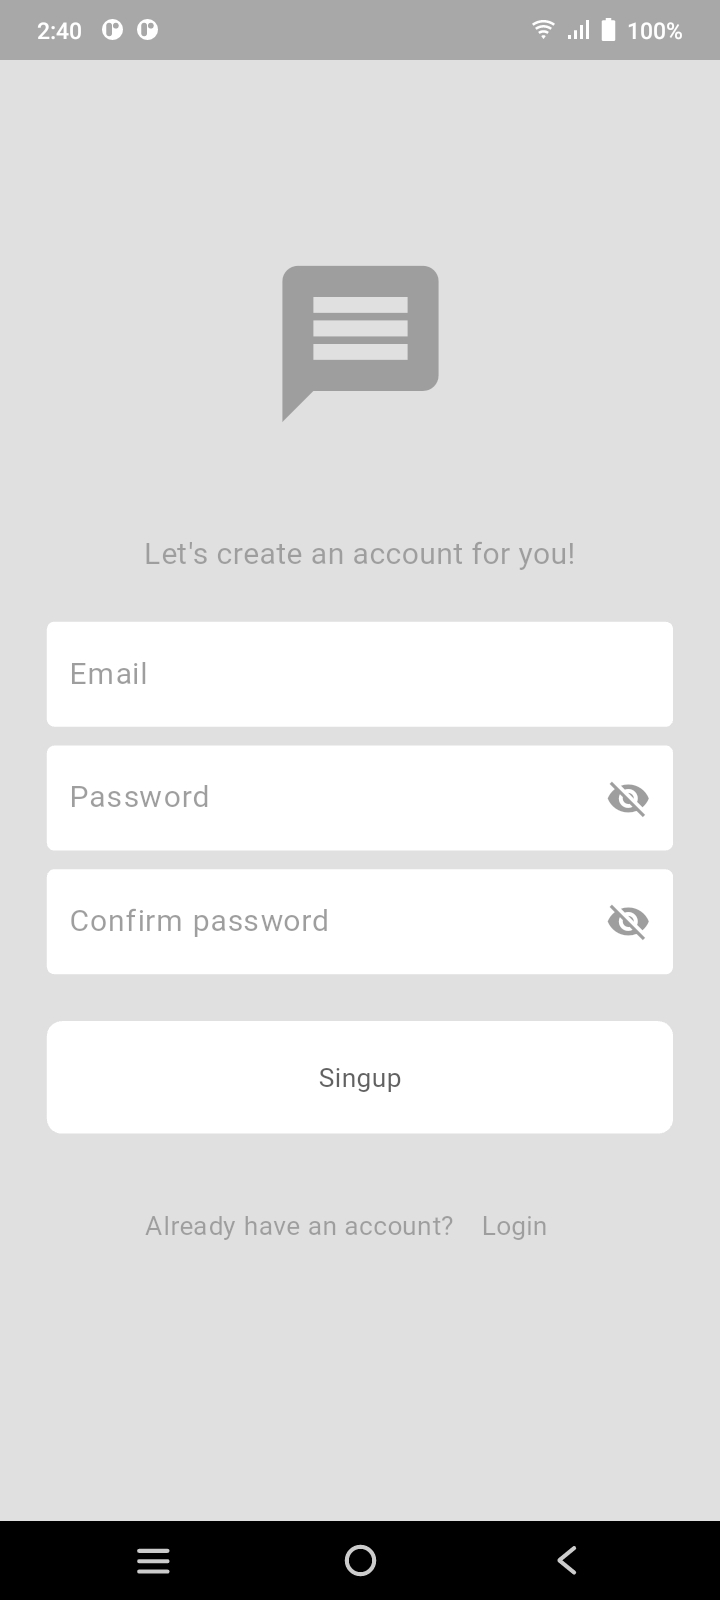 2:40 100%
Let's create an account for you!
Email
Password
Confirm password
Singup
Already have an account? Login